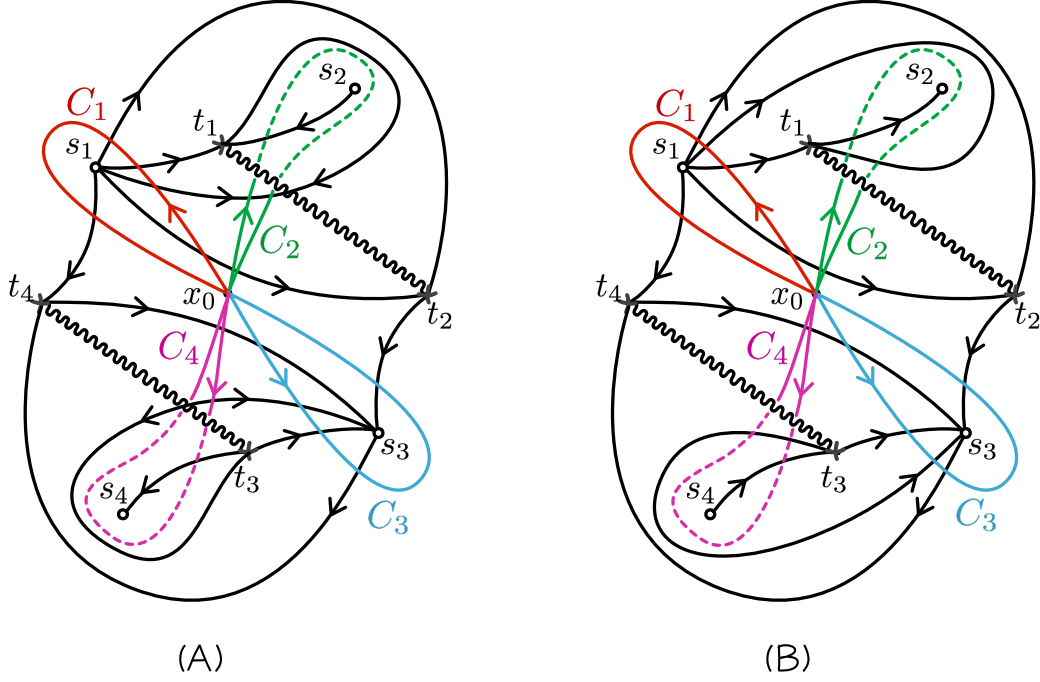 C₁
s₂
t₁
s₁
C₂
t₄
x₀
t₂
C₄
s₃
t₃
s₄
C₃
(A)
C₁
s₂
t₁
s₁
C₂
t₄
x₀
t₂
C₄
s₃
t₃
s₄
C₃
(B)